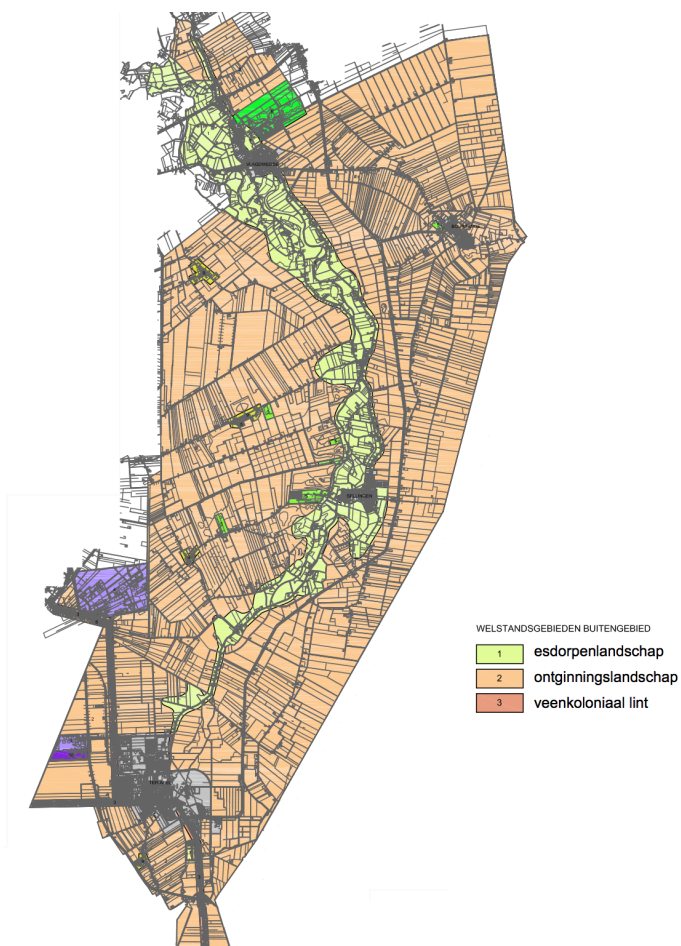 VLAGTWEDDE
SELLINGEN
WELSTANDSGEBIEDEN BUITENGEBIED
1 esdorpenlandschap
2 ontginningslandschap
3 veenkoloniaal lint